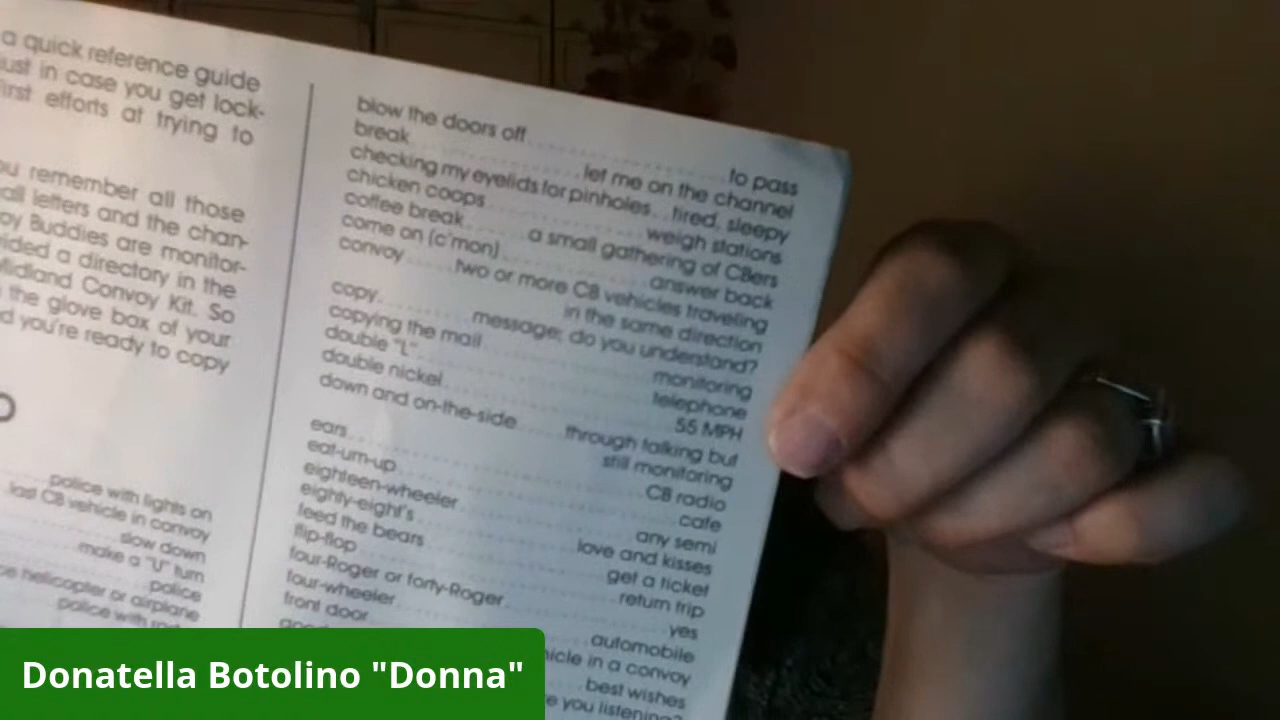 a quick reference guide
just in case you get lock-
first efforts at trying to
you remember all those
all letters and the chan-
Buddies are monitor-
a directory in the
Midland Convoy Kit. So
the glove box of your
you're ready to copy
police with lights on
last CB vehicle in convoy
slow down
make a "U" turn
police
helicopter or airplane
police with
blow the doors off to pass
break let me on the channel
checking my eyelids for pinholes tired, sleepy
chicken coops weigh stations
coffee break a small gathering of CBers
come on (c'mon) answer back
convoy two or more CB vehicles traveling
in the same direction
copy message; do you understand?
copying the mail monitoring
double "L" telephone
double nickel 55 MPH
down and on-the-side through talking but
still monitoring
ears CB radio
eat-um-up cafe
eighteen-wheeler any semi
eighty-eight's love and kisses
feed the bears get a ticket
flip-flop return trip
four-Roger or forty-Roger yes
four-wheeler automobile
front door in a convoy
best wishes
you listening?
Donatella Botolino "Donna"